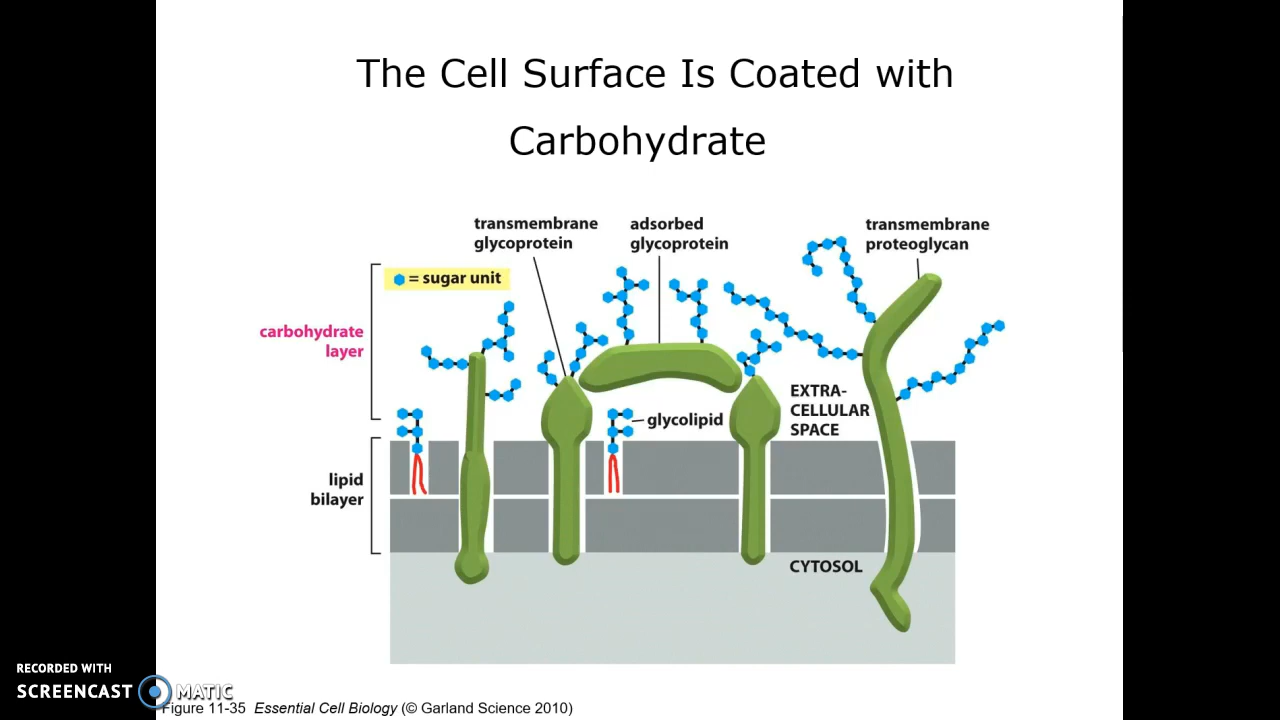 The Cell Surface Is Coated with
Carbohydrate
transmembrane
glycoprotein
adsorbed
glycoprotein
transmembrane
proteoglycan
= sugar unit
carbohydrate
layer
EXTRA-
CELLULAR
SPACE
glycolipid
lipid
bilayer
CYTOSOL
RECORDED WITH
SCREENCAST MATIC
Figure 11-35 Essential Cell Biology (© Garland Science 2010)